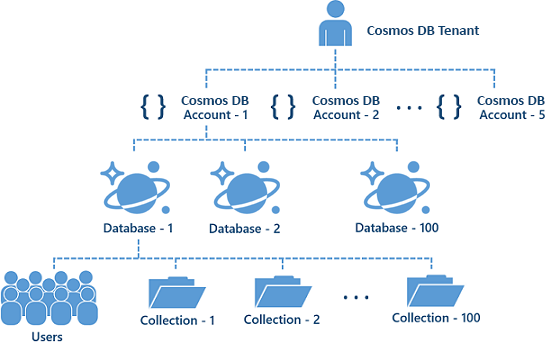 Cosmos DB Tenant
{ } Cosmos DB
Account - 1
{ } Cosmos DB
Account - 2
...
{ } Cosmos DB
Account - 5
Database - 1
Database - 2
Database - 100
Users
Collection - 1
Collection - 2
...
Collection - 100